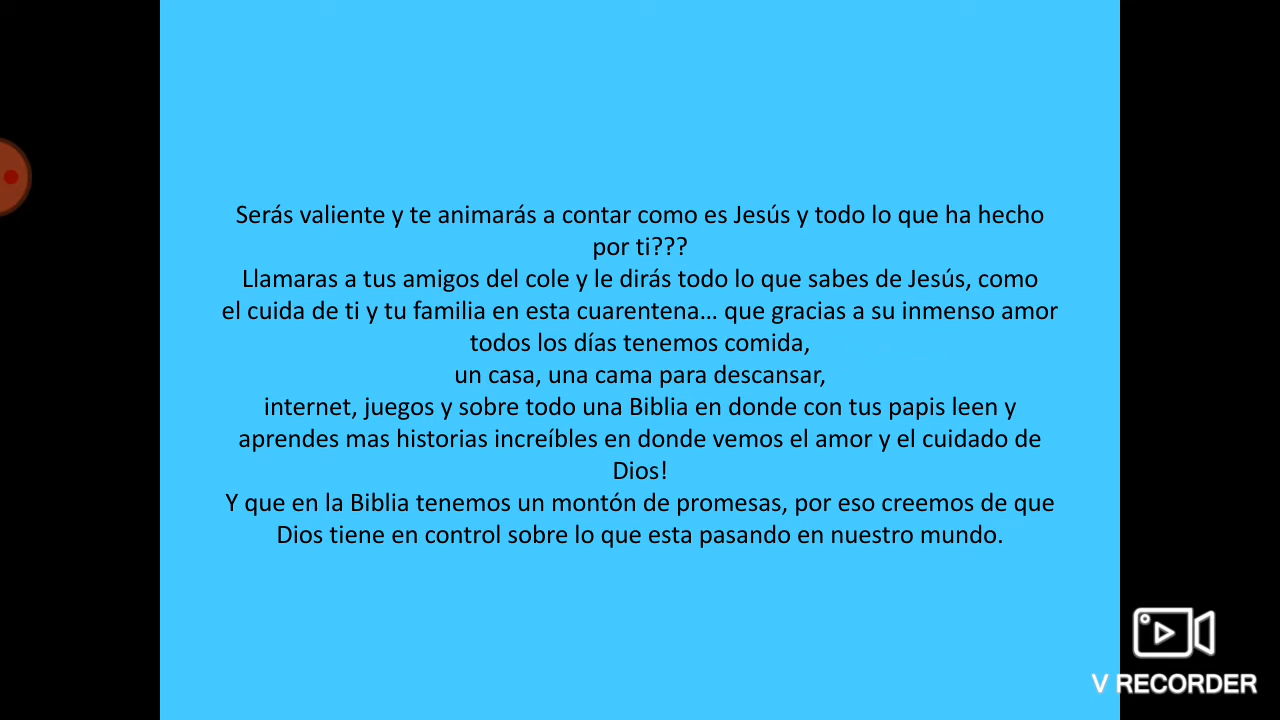 Serás valiente y te animarás a contar como es Jesús y todo lo que ha hecho
por ti???
Llamaras a tus amigos del cole y le dirás todo lo que sabes de Jesús, como
el cuida de ti y tu familia en esta cuarentena... que gracias a su inmenso amor
todos los días tenemos comida,
un casa, una cama para descansar,
internet, juegos y sobre todo una Biblia en donde con tus papis leen y
aprendes mas historias increíbles en donde vemos el amor y el cuidado de
Dios!
Y que en la Biblia tenemos un montón de promesas, por eso creemos de que
Dios tiene en control sobre lo que esta pasando en nuestro mundo.
V RECORDER